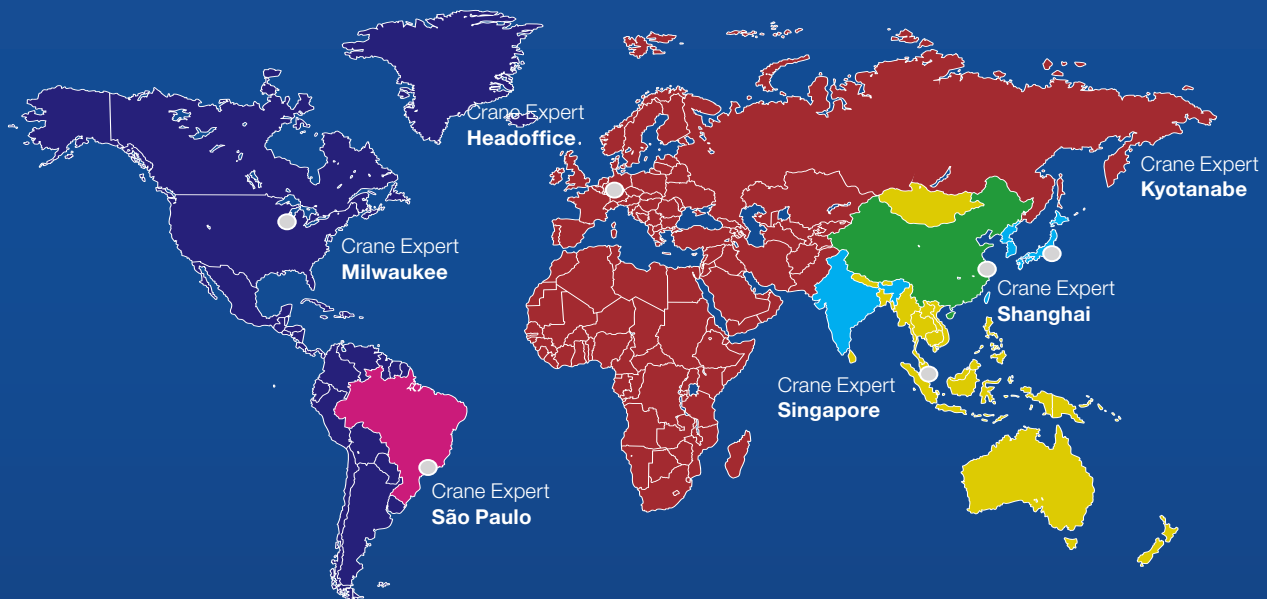 Crane Expert
Headoffice.
Crane Expert
Kyotanabe
Crane Expert
Milwaukee
Crane Expert
Shanghai
Crane Expert
Singapore
Crane Expert
São Paulo